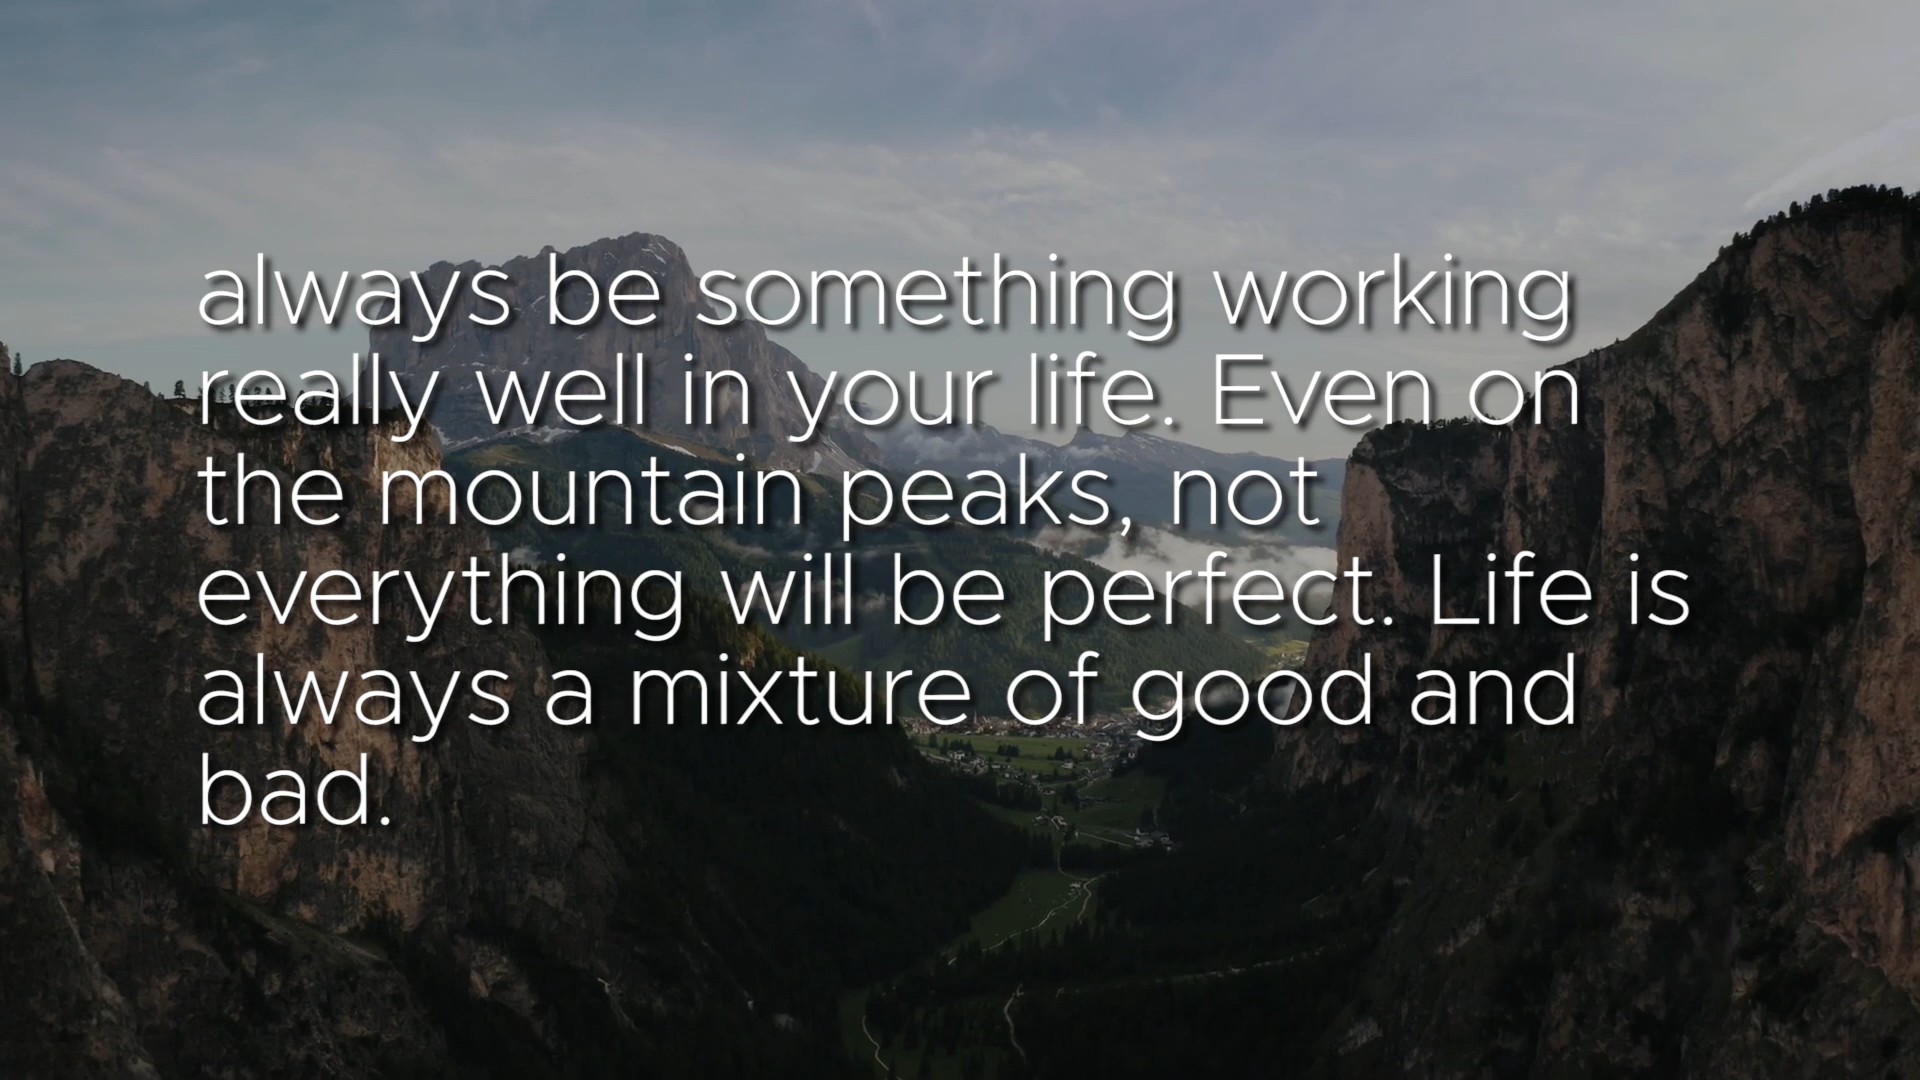 always be something working
really well in your life. Even on
the mountain peaks, not
everything will be perfect. Life is
always a mixture of good and
bad.